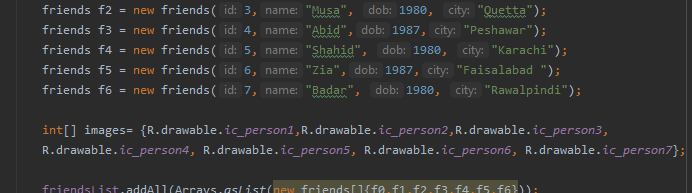 friends f2 = new friends( id: 3, name: "Musa", dob: 1980, city: "Quetta");
friends f3 = new friends( id: 4, name: "Abid", dob: 1987, city: "Peshawar");
friends f4 = new friends( id: 5, name: "Shahid", dob: 1980, city: "Karachi");
friends f5 = new friends( id: 6, name: "Zia", dob: 1987, city: "Faisalabad ");
friends f6 = new friends( id: 7, name: "Badar", dob: 1980, city: "Rawalpindi");
int[] images= {R.drawable.ic_person1,R.drawable.ic_person2,R.drawable.ic_person3,
R.drawable.ic_person4, R.drawable.ic_person5, R.drawable.ic_person6, R.drawable.ic_person7};
friendsList.addAll(Arrays.asList(new friends[]{f0,f1,f2,f3,f4,f5,f6}));